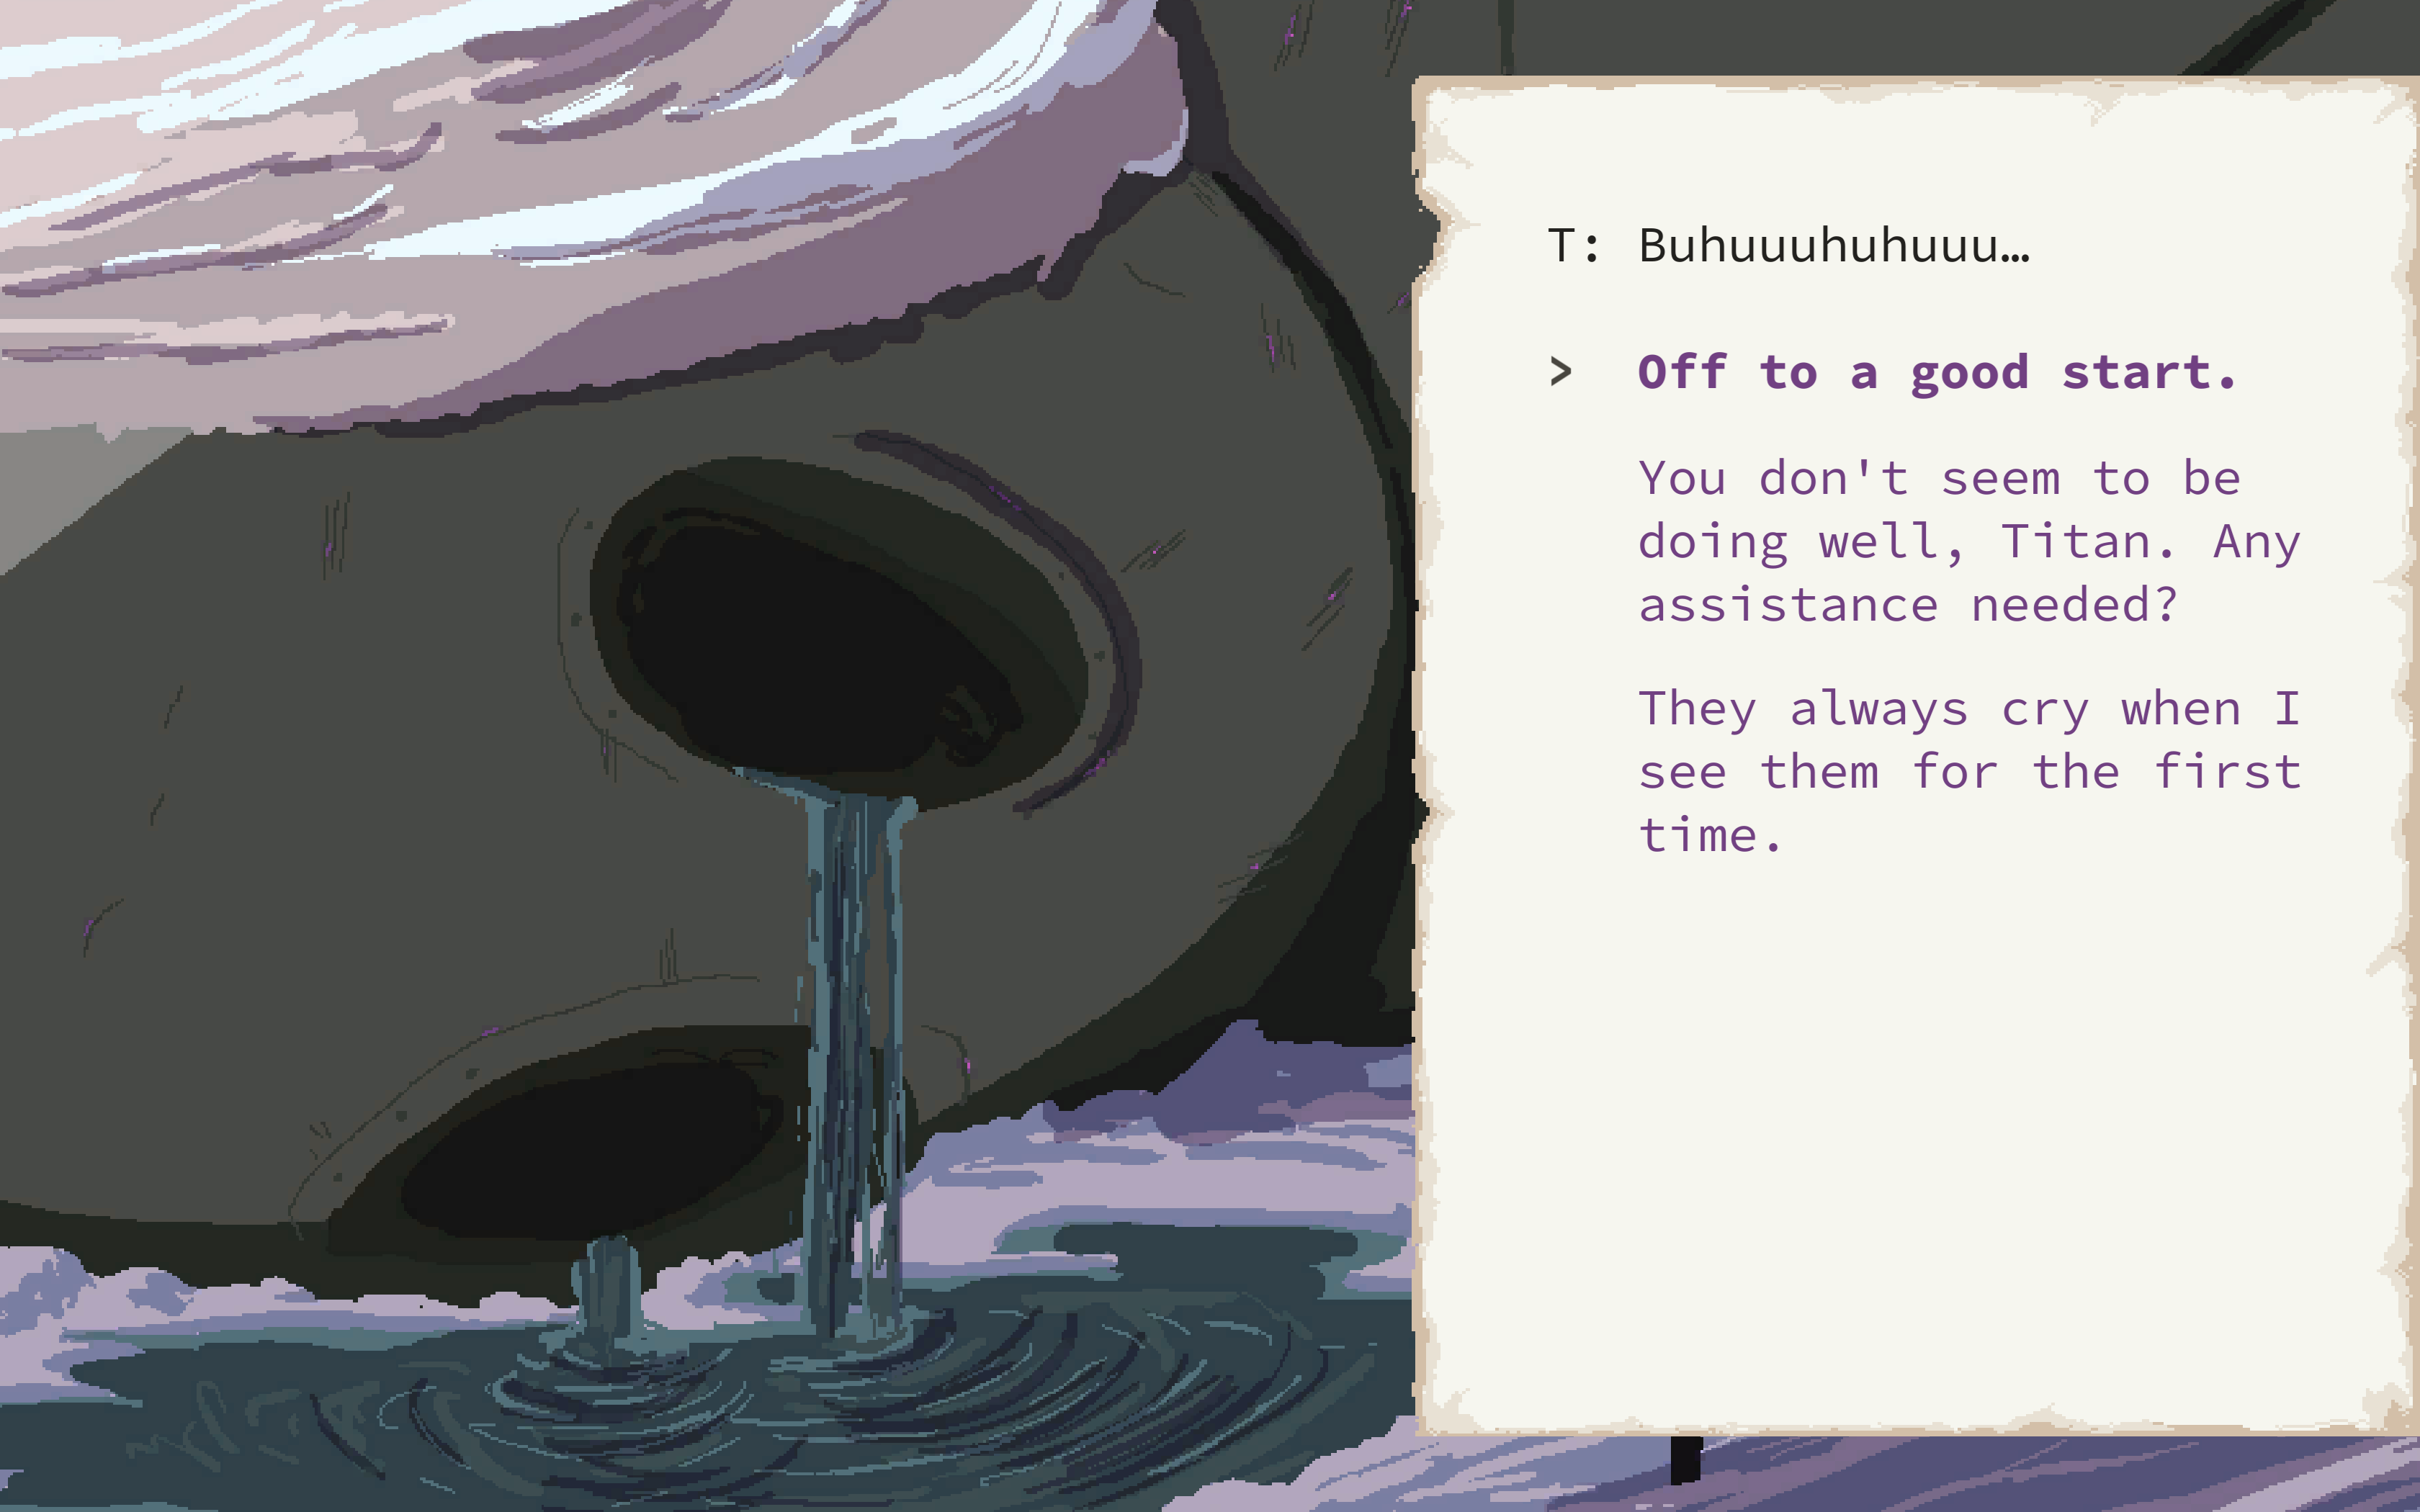 T: Buhuuuhuhuuu…
> Off to a good start.
You don't seem to be
doing well, Titan. Any
assistance needed?
They always cry when I
see them for the first
time.